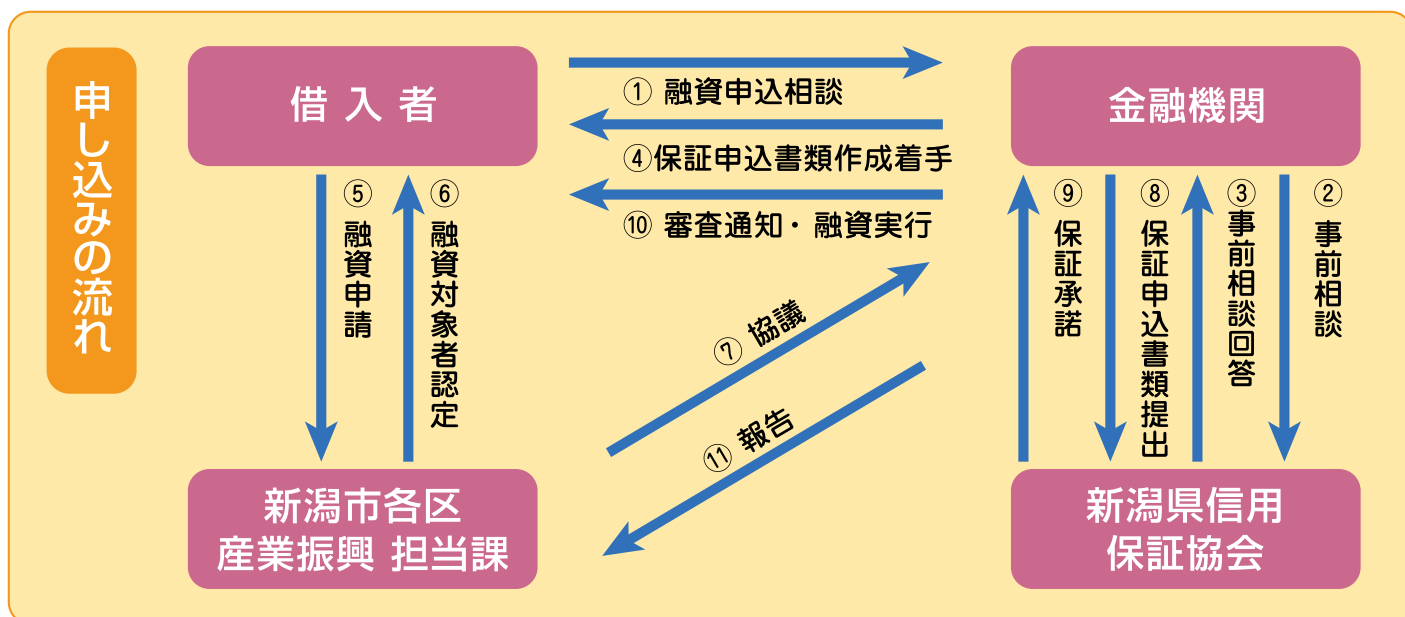 申し込みの流れ
借入者
金融機関
① 融資申込相談
④保証申込書類作成着手
⑩ 審査通知・融資実行
⑤ 融資申請
⑥ 融資対象者認定
⑦ 協議
⑪ 報告
⑨ 保証承諾
⑧ 保証申込書類提出
③ 事前相談回答
② 事前相談
新潟市各区
産業振興 担当課
新潟県信用
保証協会